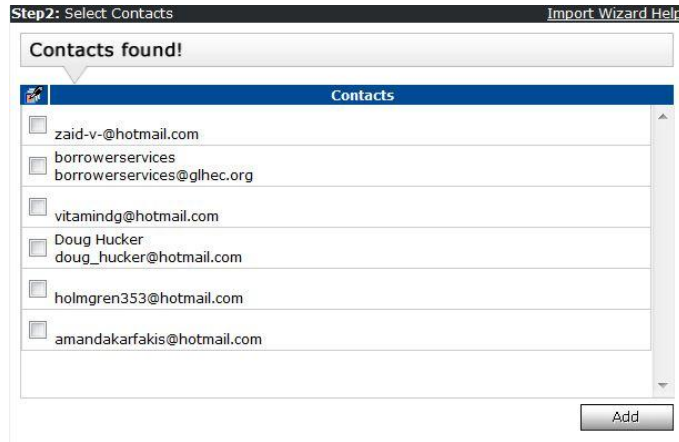 Step2: Select Contacts Import Wizard Help
Contacts found!
Contacts
zaid-v-@hotmail.com
borrowerservices
borrowerservices@glhec.org
vitamindg@hotmail.com
Doug Hucker
doug_hucker@hotmail.com
holmgren353@hotmail.com
amandakarfakis@hotmail.com
Add